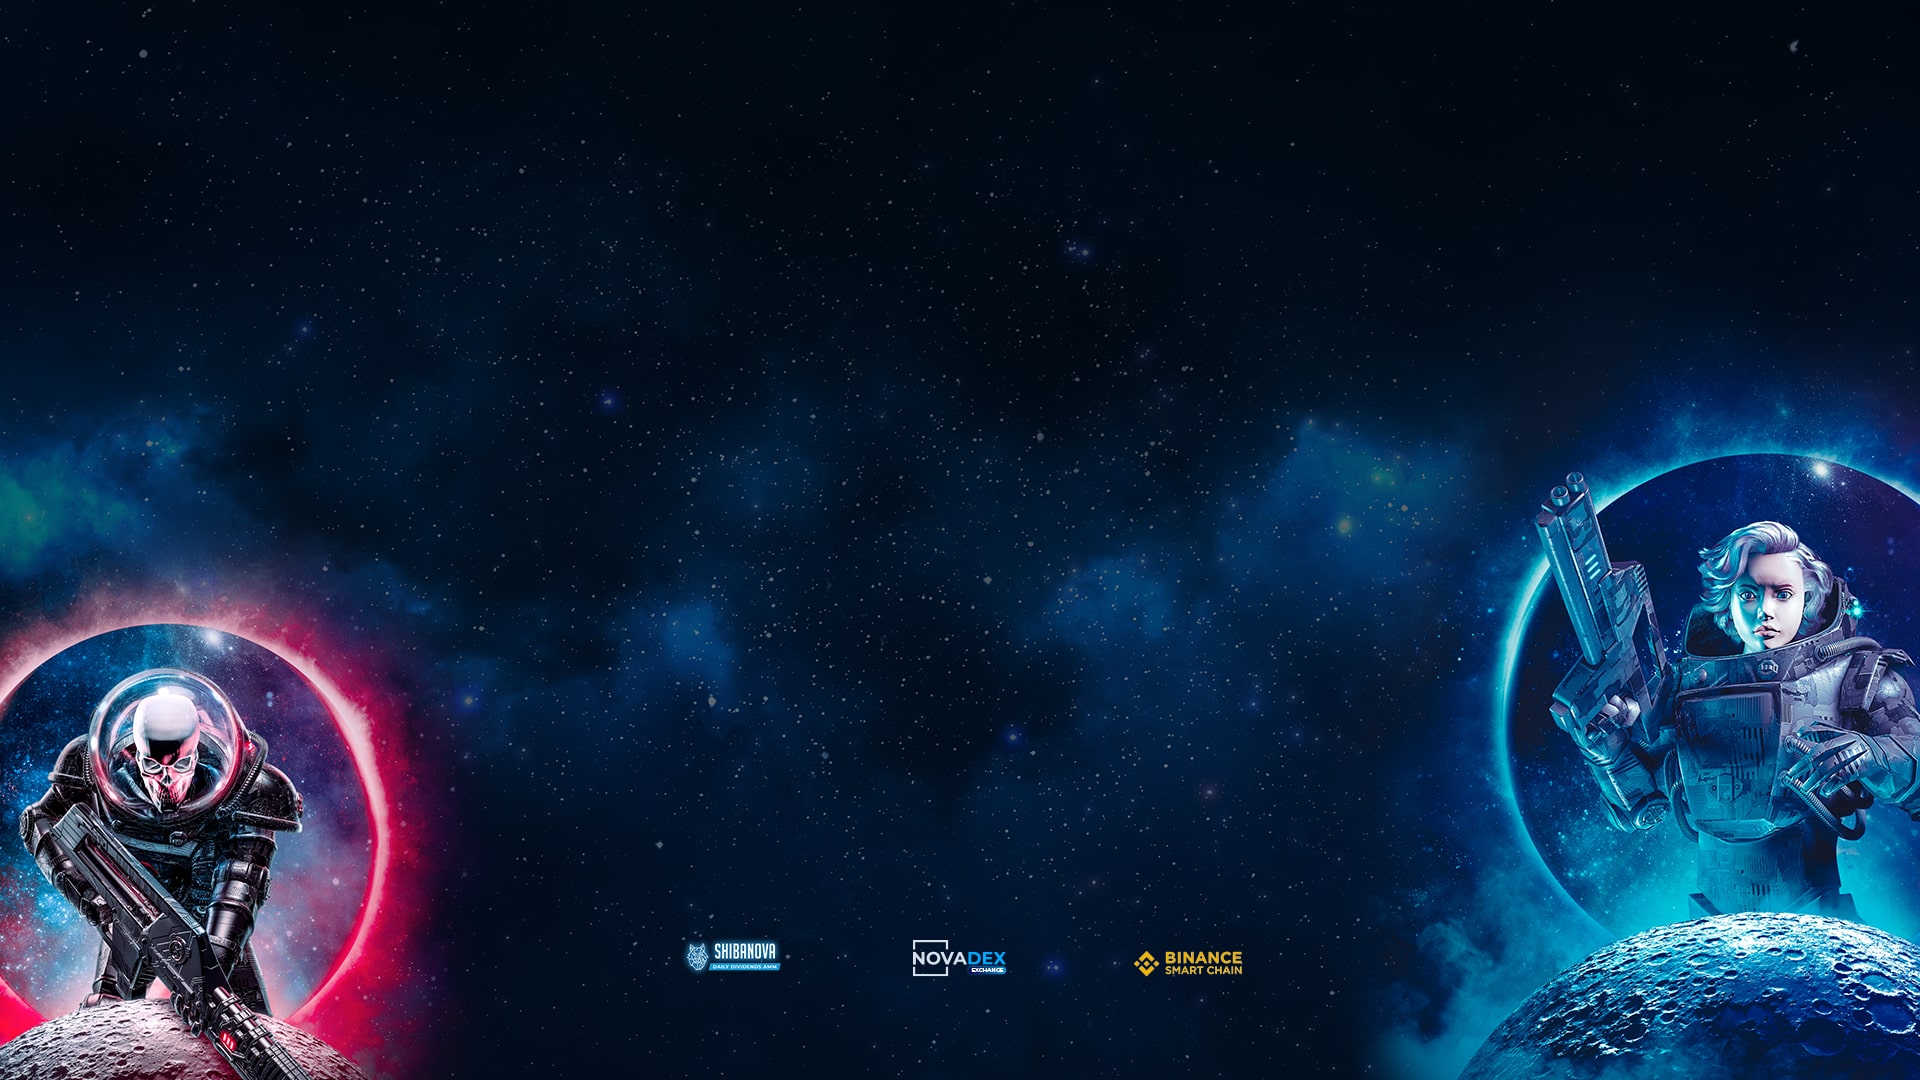 SHIBANOVA
DAILY DIVIDENDS AMM
NOVADEX
EXCHANGE
BINANCE
SMART CHAIN